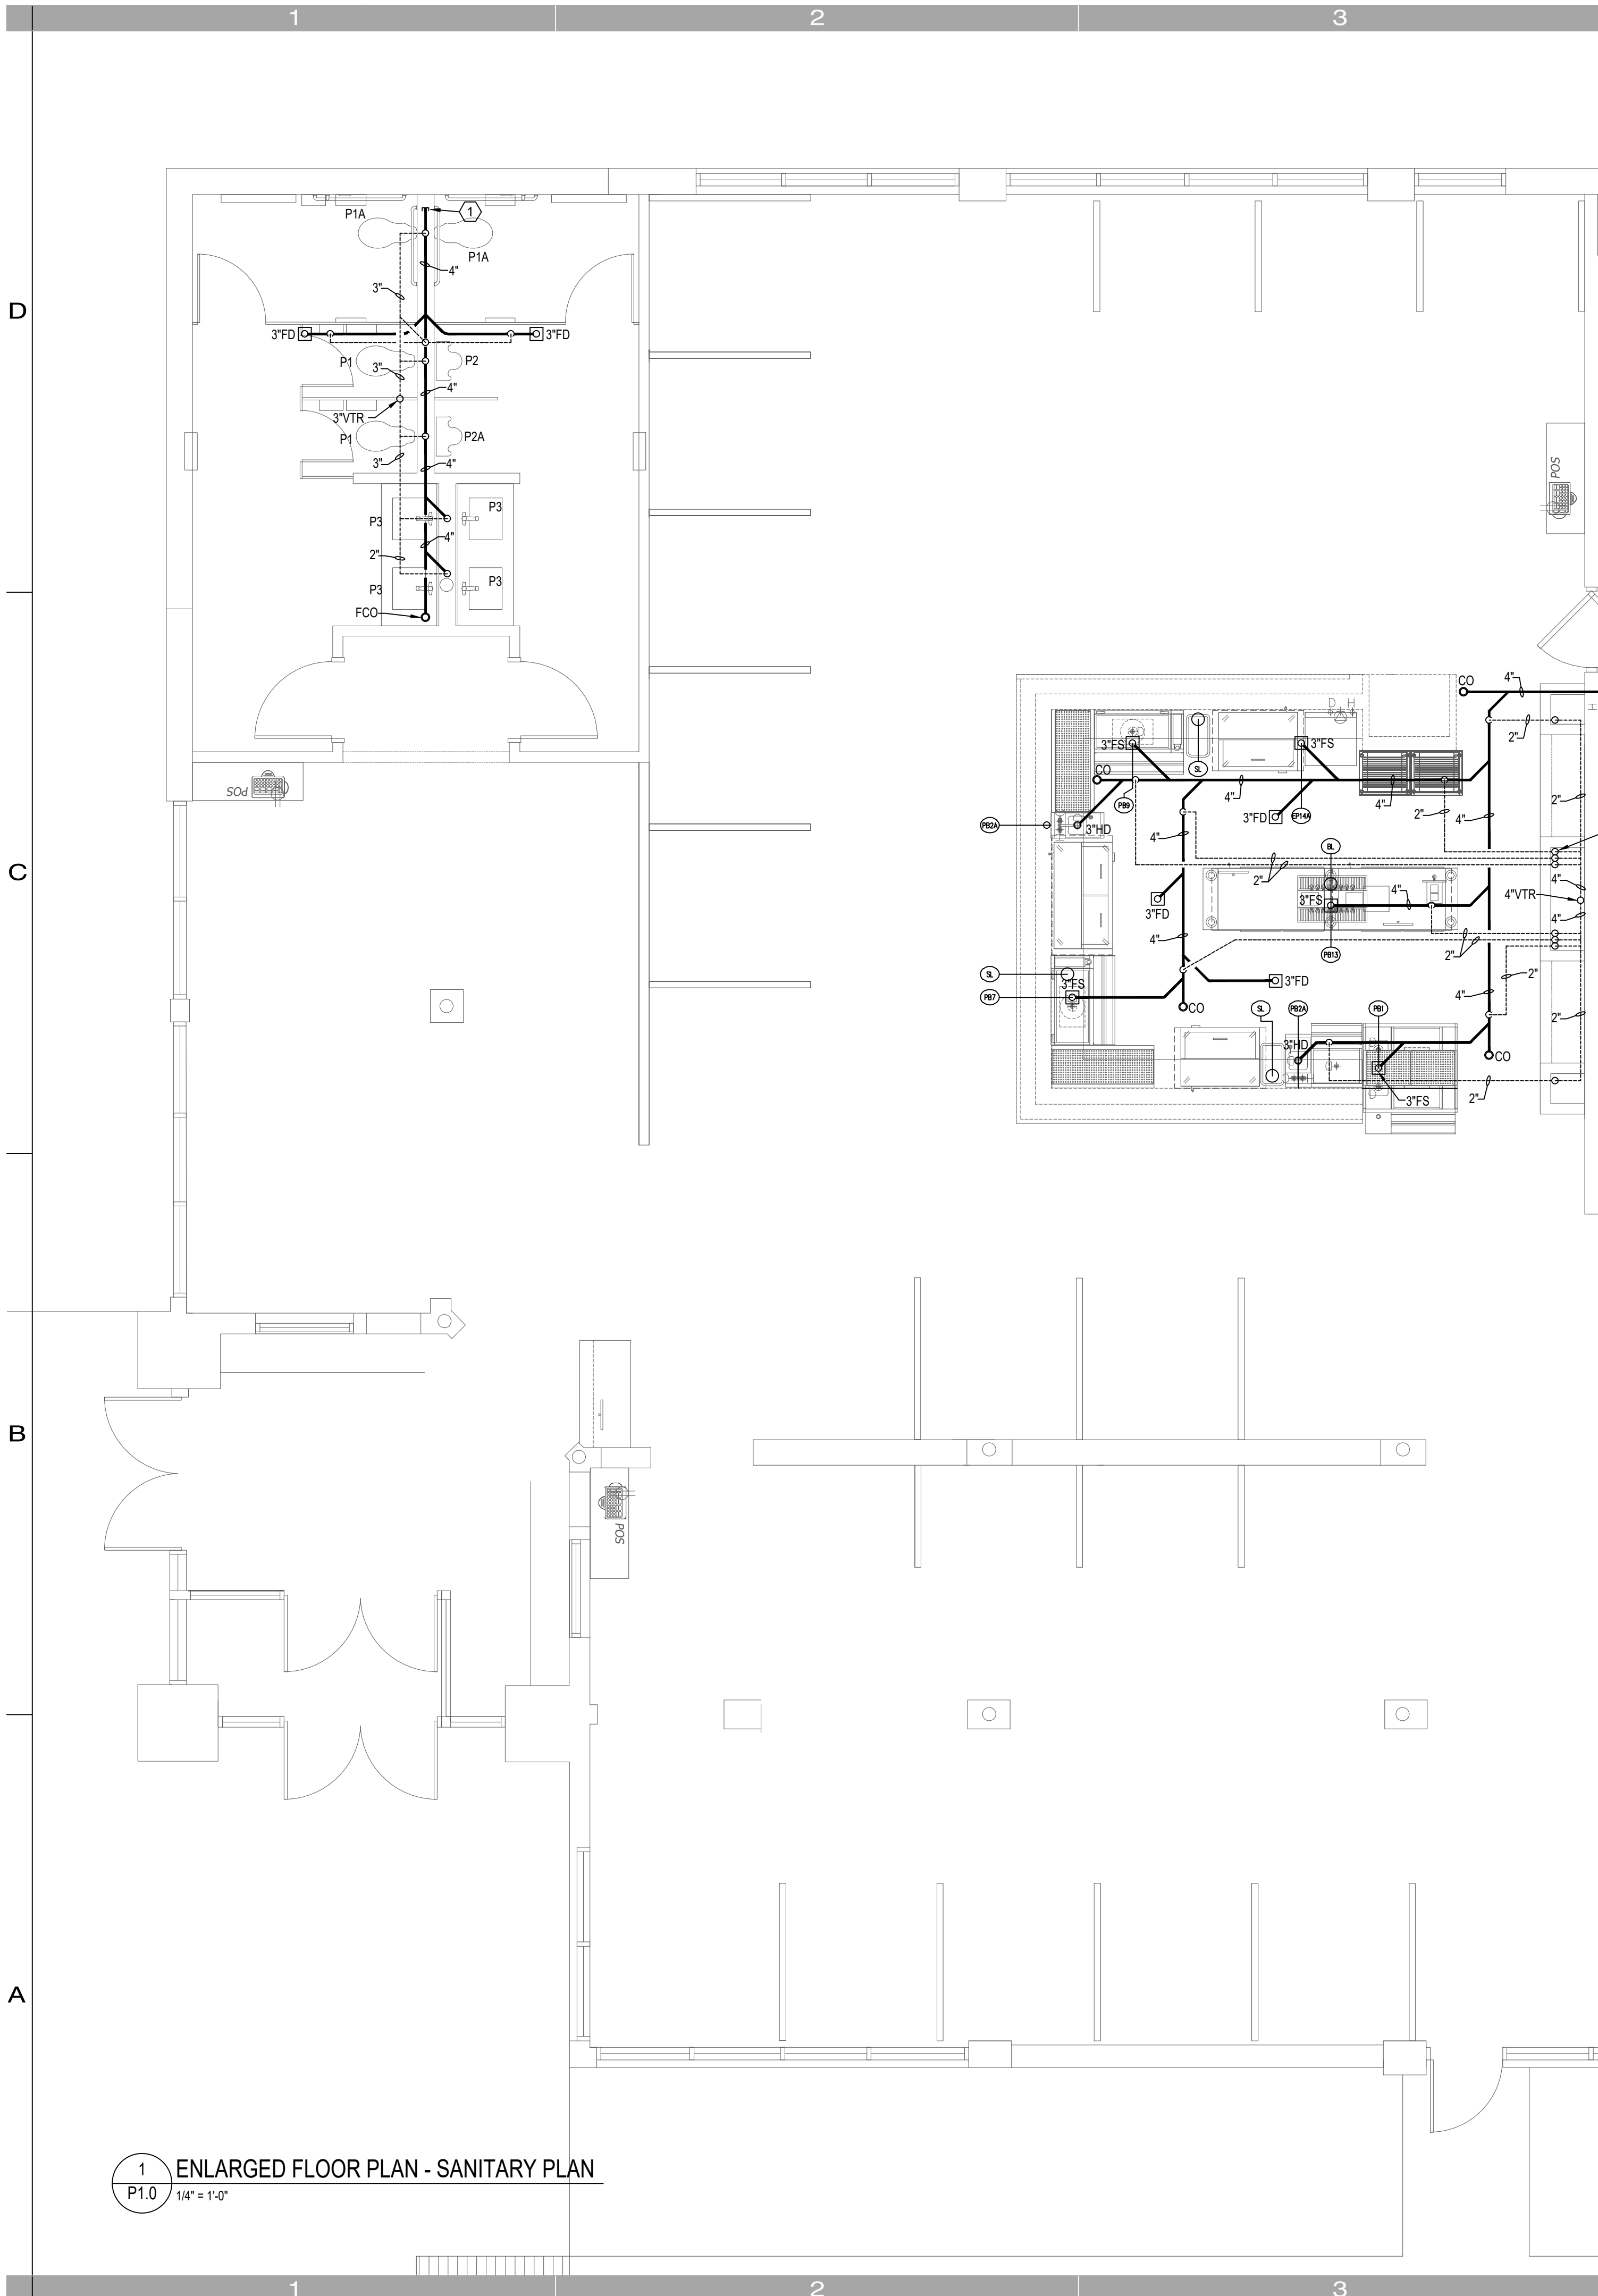 1 2 3
P1A 1
P1A
4"
3"
D
3"FD 3"FD
P1 P2
3"
4"
3"VTR
P1 P2A
3" 4"
P3 P3
4"
2"
P3 P3
FCO
POS
POS
CO 4"
D H
2"
3"FS 3"FS
SL
CO
4" 4" 2"
PB9 2" 4"
3"FD EP14A
PB2A 3"HD
4"
BL
C
2" 4"
4"
3"FS 4"VTR
3"FD
4"
4" 2"
PB13
SL 2"
3"FS 3"FD
PB7 4"
CO SL PB2A PB1 2"
3"HD
CO
3"FS 2"
B
POS
A
1 ENLARGED FLOOR PLAN - SANITARY PLAN
P1.0 1/4" = 1'-0"
1 2 3